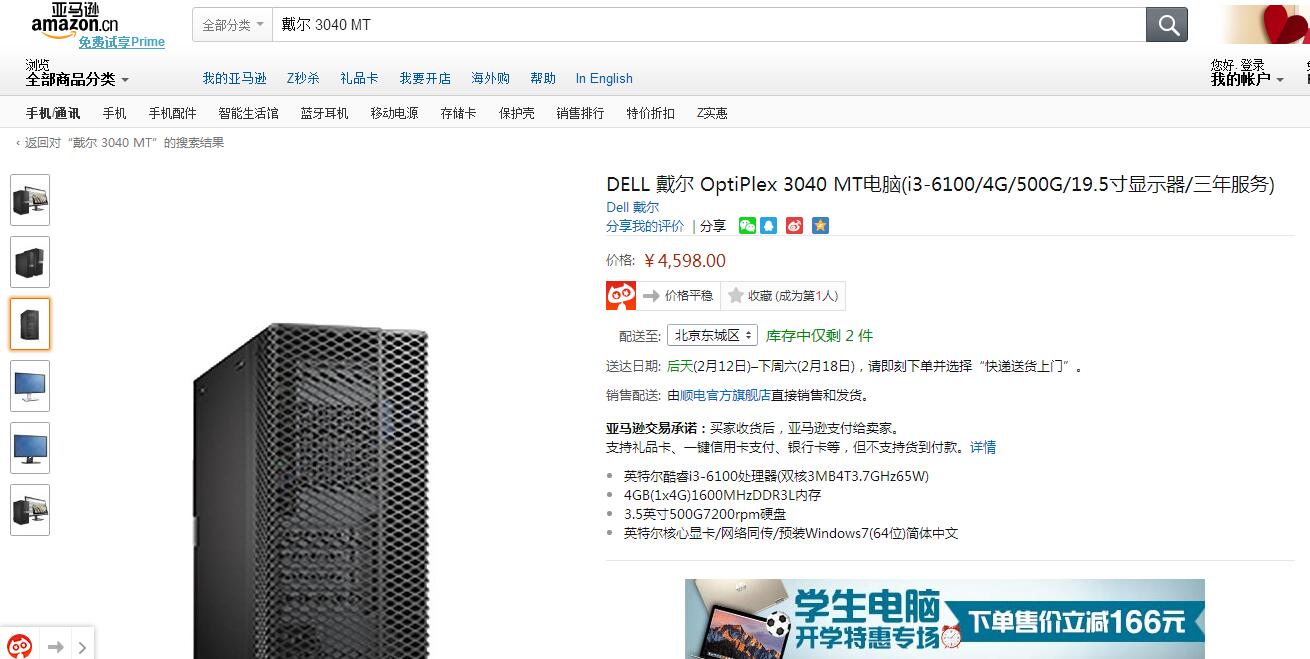 亚马逊
amazon.cn
免费试享Prime
全部分类
戴尔 3040 MT
浏览
全部商品分类
我的亚马逊 Z秒杀 礼品卡 我要开店 海外购 帮助 In English
您好, 登录
我的帐户
手机/通讯 手机 手机配件 智能生活馆 蓝牙耳机 移动电源 存储卡 保护壳 销售排行 特价折扣 Z实惠
‹ 返回对“戴尔 3040 MT”的搜索结果
DELL 戴尔 OptiPlex 3040 MT电脑(i3-6100/4G/500G/19.5寸显示器/三年服务)
Dell 戴尔
分享我的评价 | 分享
价格: ￥4,598.00
价格平稳 收藏 (成为第1人)
配送至: 北京东城区 库存中仅剩 2 件
送达日期: 后天(2月12日)–下周六(2月18日)，请即刻下单并选择“快递送货上门”。
销售配送: 由顺电官方旗舰店直接销售和发货。
亚马逊交易承诺：买家收货后，亚马逊支付给卖家。
支持礼品卡、一键信用卡支付、银行卡等，但不支持货到付款。详情
英特尔酷睿i3-6100处理器(双核3MB4T3.7GHz65W)
4GB(1x4G)1600MHzDDR3L内存
3.5英寸500G7200rpm硬盘
英特尔核心显卡/网络同传/预装Windows7(64位)简体中文
学生电脑
开学特惠专场
下单售价立减166元